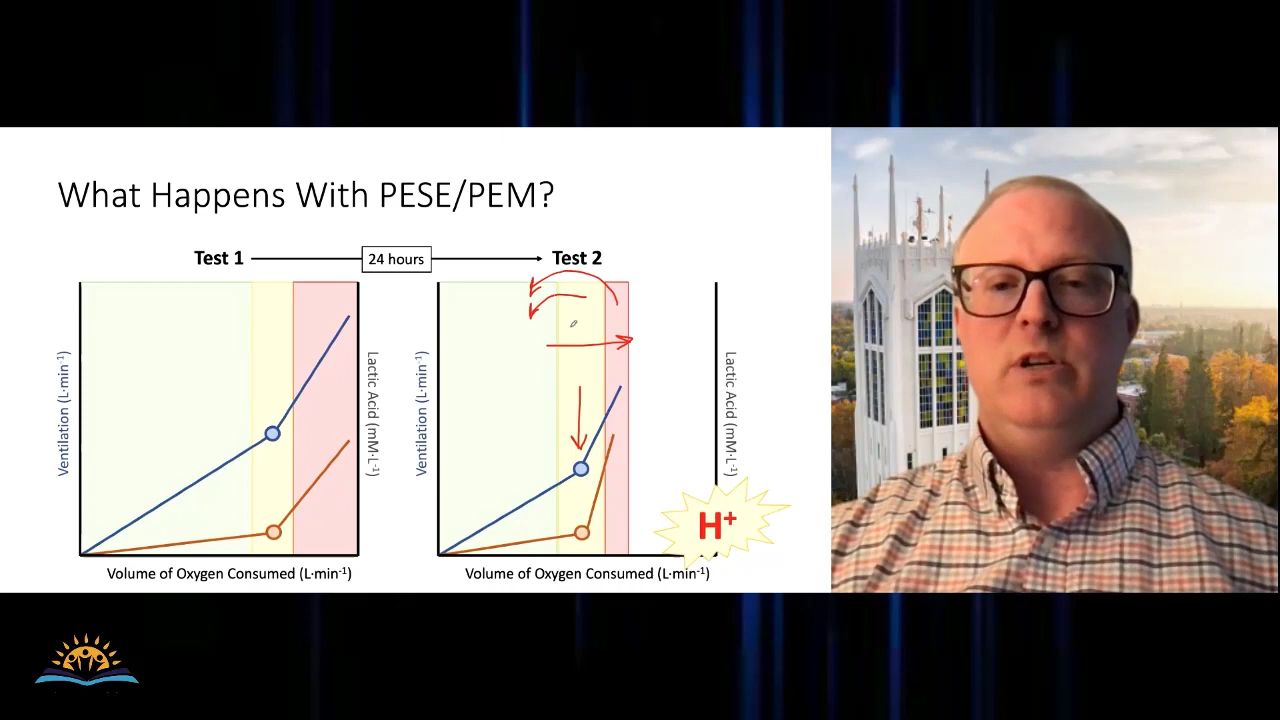 What Happens With PESE/PEM?
Test 1
24 hours
Test 2
Ventilation (L·min-1)
Lactic Acid (mM·L-1)
Volume of Oxygen Consumed (L·min-1)
Ventilation (L·min-1)
Lactic Acid (mM·L-1)
H+
Volume of Oxygen Consumed (L·min-1)